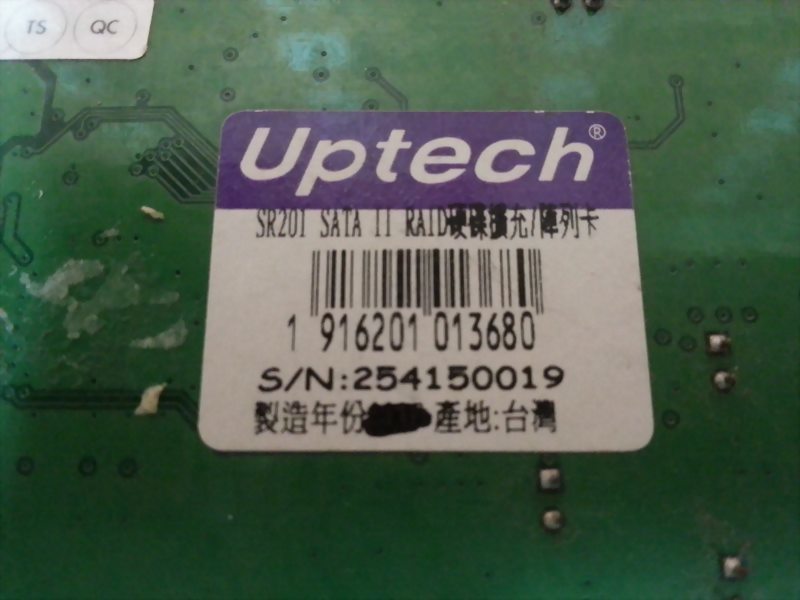 TS QC
Uptech®
SR201 SATA II RAID硬碟擴充/陣列卡
1 916201 013680
S/N:254150019
製造年份 產地:台灣